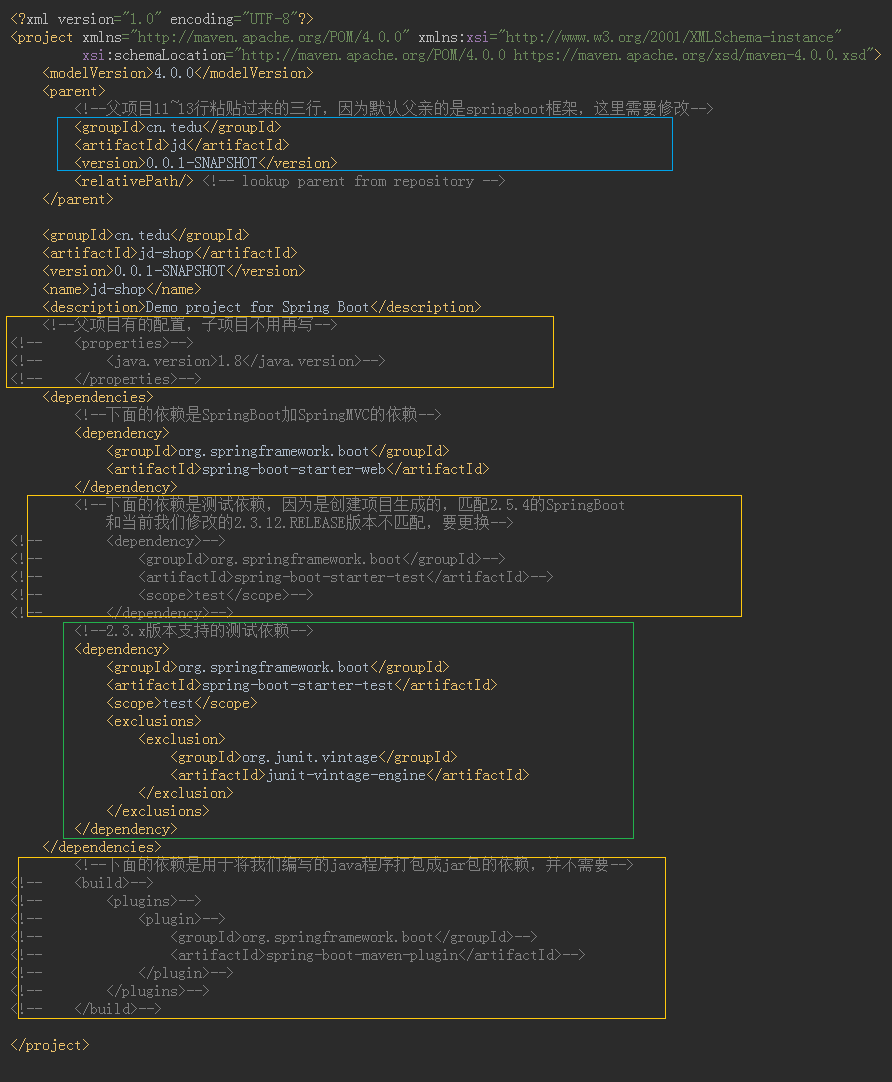 <?xml version="1.0" encoding="UTF-8"?>
<project xmlns="http://maven.apache.org/POM/4.0.0" xmlns:xsi="http://www.w3.org/2001/XMLSchema-instance"
         xsi:schemaLocation="http://maven.apache.org/POM/4.0.0 https://maven.apache.org/xsd/maven-4.0.0.xsd">
    <modelVersion>4.0.0</modelVersion>
    <parent>
        <!--父项目11~13行粘贴过来的三行，因为默认父亲的是springboot框架，这里需要修改-->
        <groupId>cn.tedu</groupId>
        <artifactId>jd</artifactId>
        <version>0.0.1-SNAPSHOT</version>
        <relativePath/> <!-- lookup parent from repository -->
    </parent>

    <groupId>cn.tedu</groupId>
    <artifactId>jd-shop</artifactId>
    <version>0.0.1-SNAPSHOT</version>
    <name>jd-shop</name>
    <description>Demo project for Spring Boot</description>
    <!--父项目有的配置，子项目不用再写-->
<!--    <properties>-->
<!--        <java.version>1.8</java.version>-->
<!--    </properties>-->
    <dependencies>
        <!--下面的依赖是SpringBoot加SpringMVC的依赖-->
        <dependency>
            <groupId>org.springframework.boot</groupId>
            <artifactId>spring-boot-starter-web</artifactId>
        </dependency>
        <!--下面的依赖是测试依赖，因为是创建项目生成的，匹配2.5.4的SpringBoot
            和当前我们修改的2.3.12.RELEASE版本不匹配，要更换-->
<!--        <dependency>-->
<!--            <groupId>org.springframework.boot</groupId>-->
<!--            <artifactId>spring-boot-starter-test</artifactId>-->
<!--            <scope>test</scope>-->
<!--        </dependency>-->
        <!--2.3.x版本支持的测试依赖-->
        <dependency>
            <groupId>org.springframework.boot</groupId>
            <artifactId>spring-boot-starter-test</artifactId>
            <scope>test</scope>
            <exclusions>
                <exclusion>
                    <groupId>org.junit.vintage</groupId>
                    <artifactId>junit-vintage-engine</artifactId>
                </exclusion>
            </exclusions>
        </dependency>
    </dependencies>
        <!--下面的依赖是用于将我们编写的java程序打包成jar包的依赖，并不需要-->
<!--    <build>-->
<!--        <plugins>-->
<!--            <plugin>-->
<!--                <groupId>org.springframework.boot</groupId>-->
<!--                <artifactId>spring-boot-maven-plugin</artifactId>-->
<!--            </plugin>-->
<!--        </plugins>-->
<!--    </build>-->

</project>